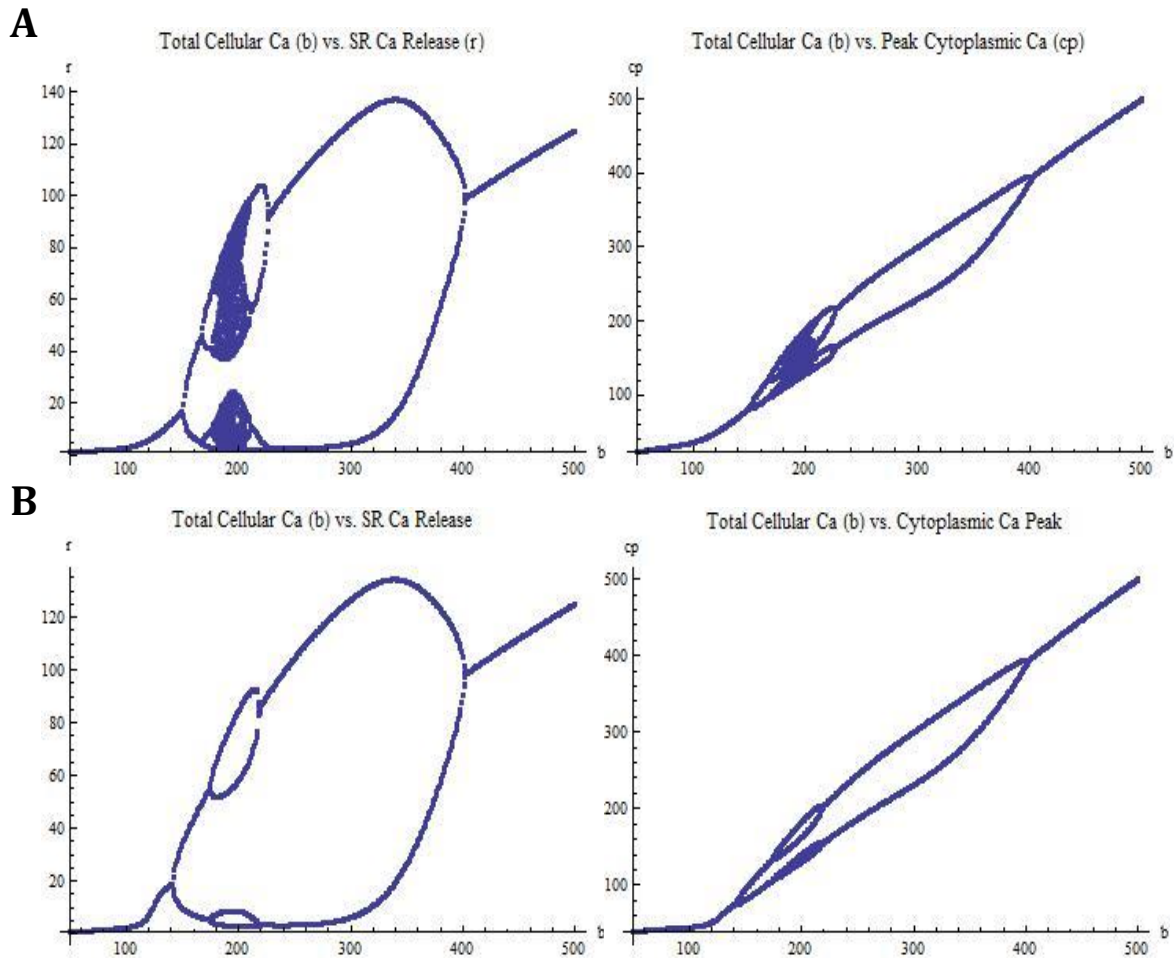 A
Total Cellular Ca (b) vs. SR Ca Release (r)
r
140
120
100
80
60
40
20
100 200 300 400 500 b
Total Cellular Ca (b) vs. Peak Cytoplasmic Ca (cp)
cp
500
400
300
200
100
100 200 300 400 500 b
B
Total Cellular Ca (b) vs. SR Ca Release
r
120
100
80
60
40
20
100 200 300 400 500 b
Total Cellular Ca (b) vs. Cytoplasmic Ca Peak
cp
500
400
300
200
100
100 200 300 400 500 b